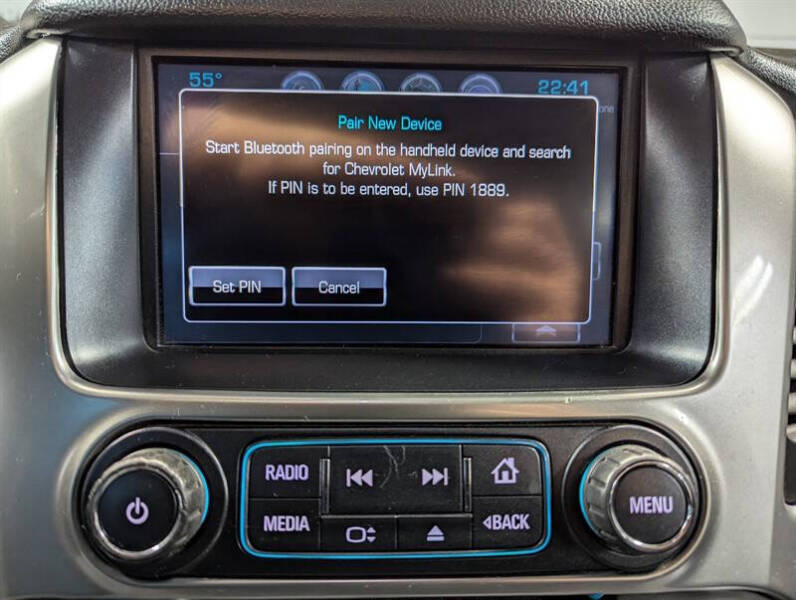 55° 22:41
one
Pair New Device
Start Bluetooth pairing on the handheld device and search
for Chevrolet MyLink.
If PIN is to be entered, use PIN 1889.
Set PIN Cancel
RADIO
MEDIA
BACK
MENU